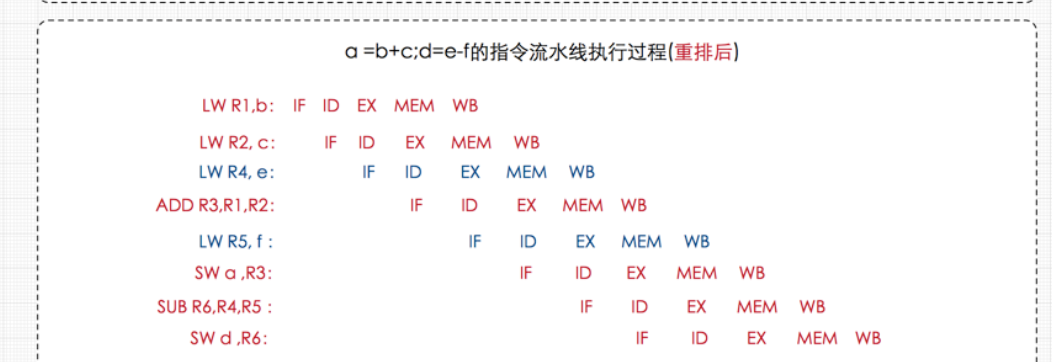 a =b+c;d=e-f的指令流水线执行过程(重排后)
LW R1,b: IF ID EX MEM WB
LW R2, c: IF ID EX MEM WB
LW R4, e: IF ID EX MEM WB
ADD R3,R1,R2: IF ID EX MEM WB
LW R5, f : IF ID EX MEM WB
SW a ,R3: IF ID EX MEM WB
SUB R6,R4,R5 : IF ID EX MEM WB
SW d ,R6: IF ID EX MEM WB